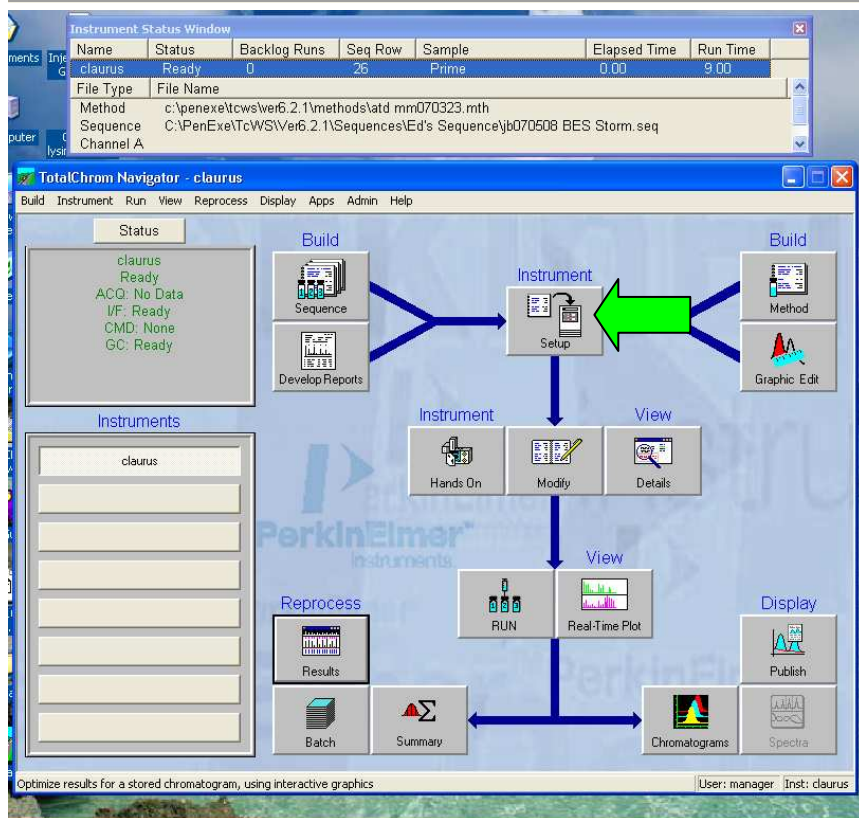 Instrument Status Window
Name Status Backlog Runs Seq Row Sample Elapsed Time Run Time
claurus Ready 0 26 Prime 0.00 9.00
File Type File Name
Method c:\penexe\tcws\ver6.2.1\methods\atd mm070323.mth
Sequence C:\PenExe\TcWS\Ver6.2.1\Sequences\Ed's Sequence\jb070508 BES Storm.seq
Channel A
TotalChrom Navigator - claurus
Build Instrument Run View Reprocess Display Apps Admin Help
Status
claurus
Ready
ACQ: No Data
I/F: Ready
CMD: None
GC: Ready
Build
Sequence
Develop Reports
Instrument
Setup
Build
Method
Graphic Edit
Instruments
claurus
Instrument
Hands On
Modify
View
Details
PerkinElmer
instruments
View
RUN
Real-Time Plot
Reprocess
Results
Batch
Summary
Display
Publish
Chromatograms
Spectra
Optimize results for a stored chromatogram, using interactive graphics
User: manager Inst: claurus